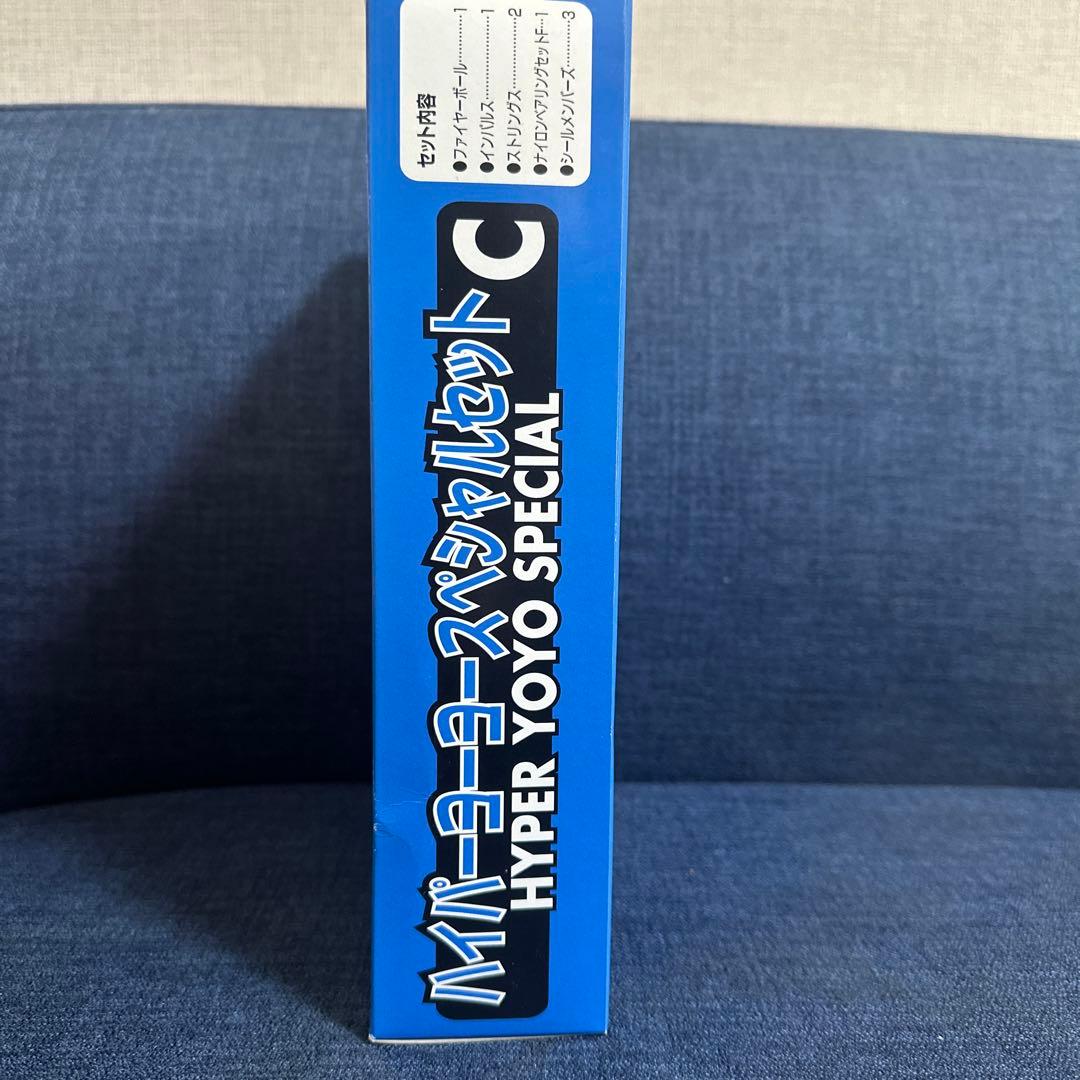 ハイパーヨーヨースペシャルセット C
HYPER YOYO SPECIAL
セット内容
●ファイヤーボール…………1
●インパルス…………………1
●ストリングス………………2
●ナイロンベアリングセットF…1
●シールメンバーズ…………3